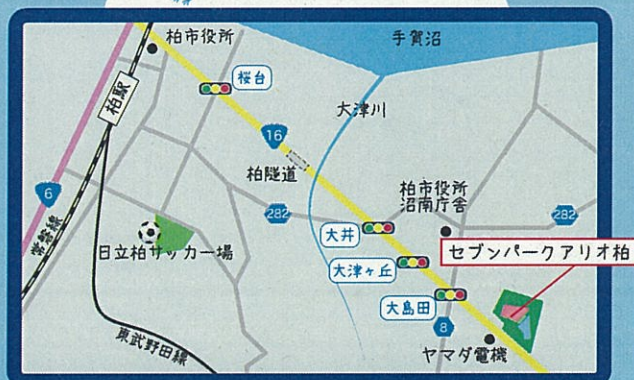 柏市役所
手賀沼
桜台
柏駅
大津川
16
柏隧道
6
常磐線
282
柏市役所
沼南庁舎
282
日立柏サッカー場
大井
セブンパークアリオ柏
大津ヶ丘
大島田
8
東武野田線
ヤマダ電機